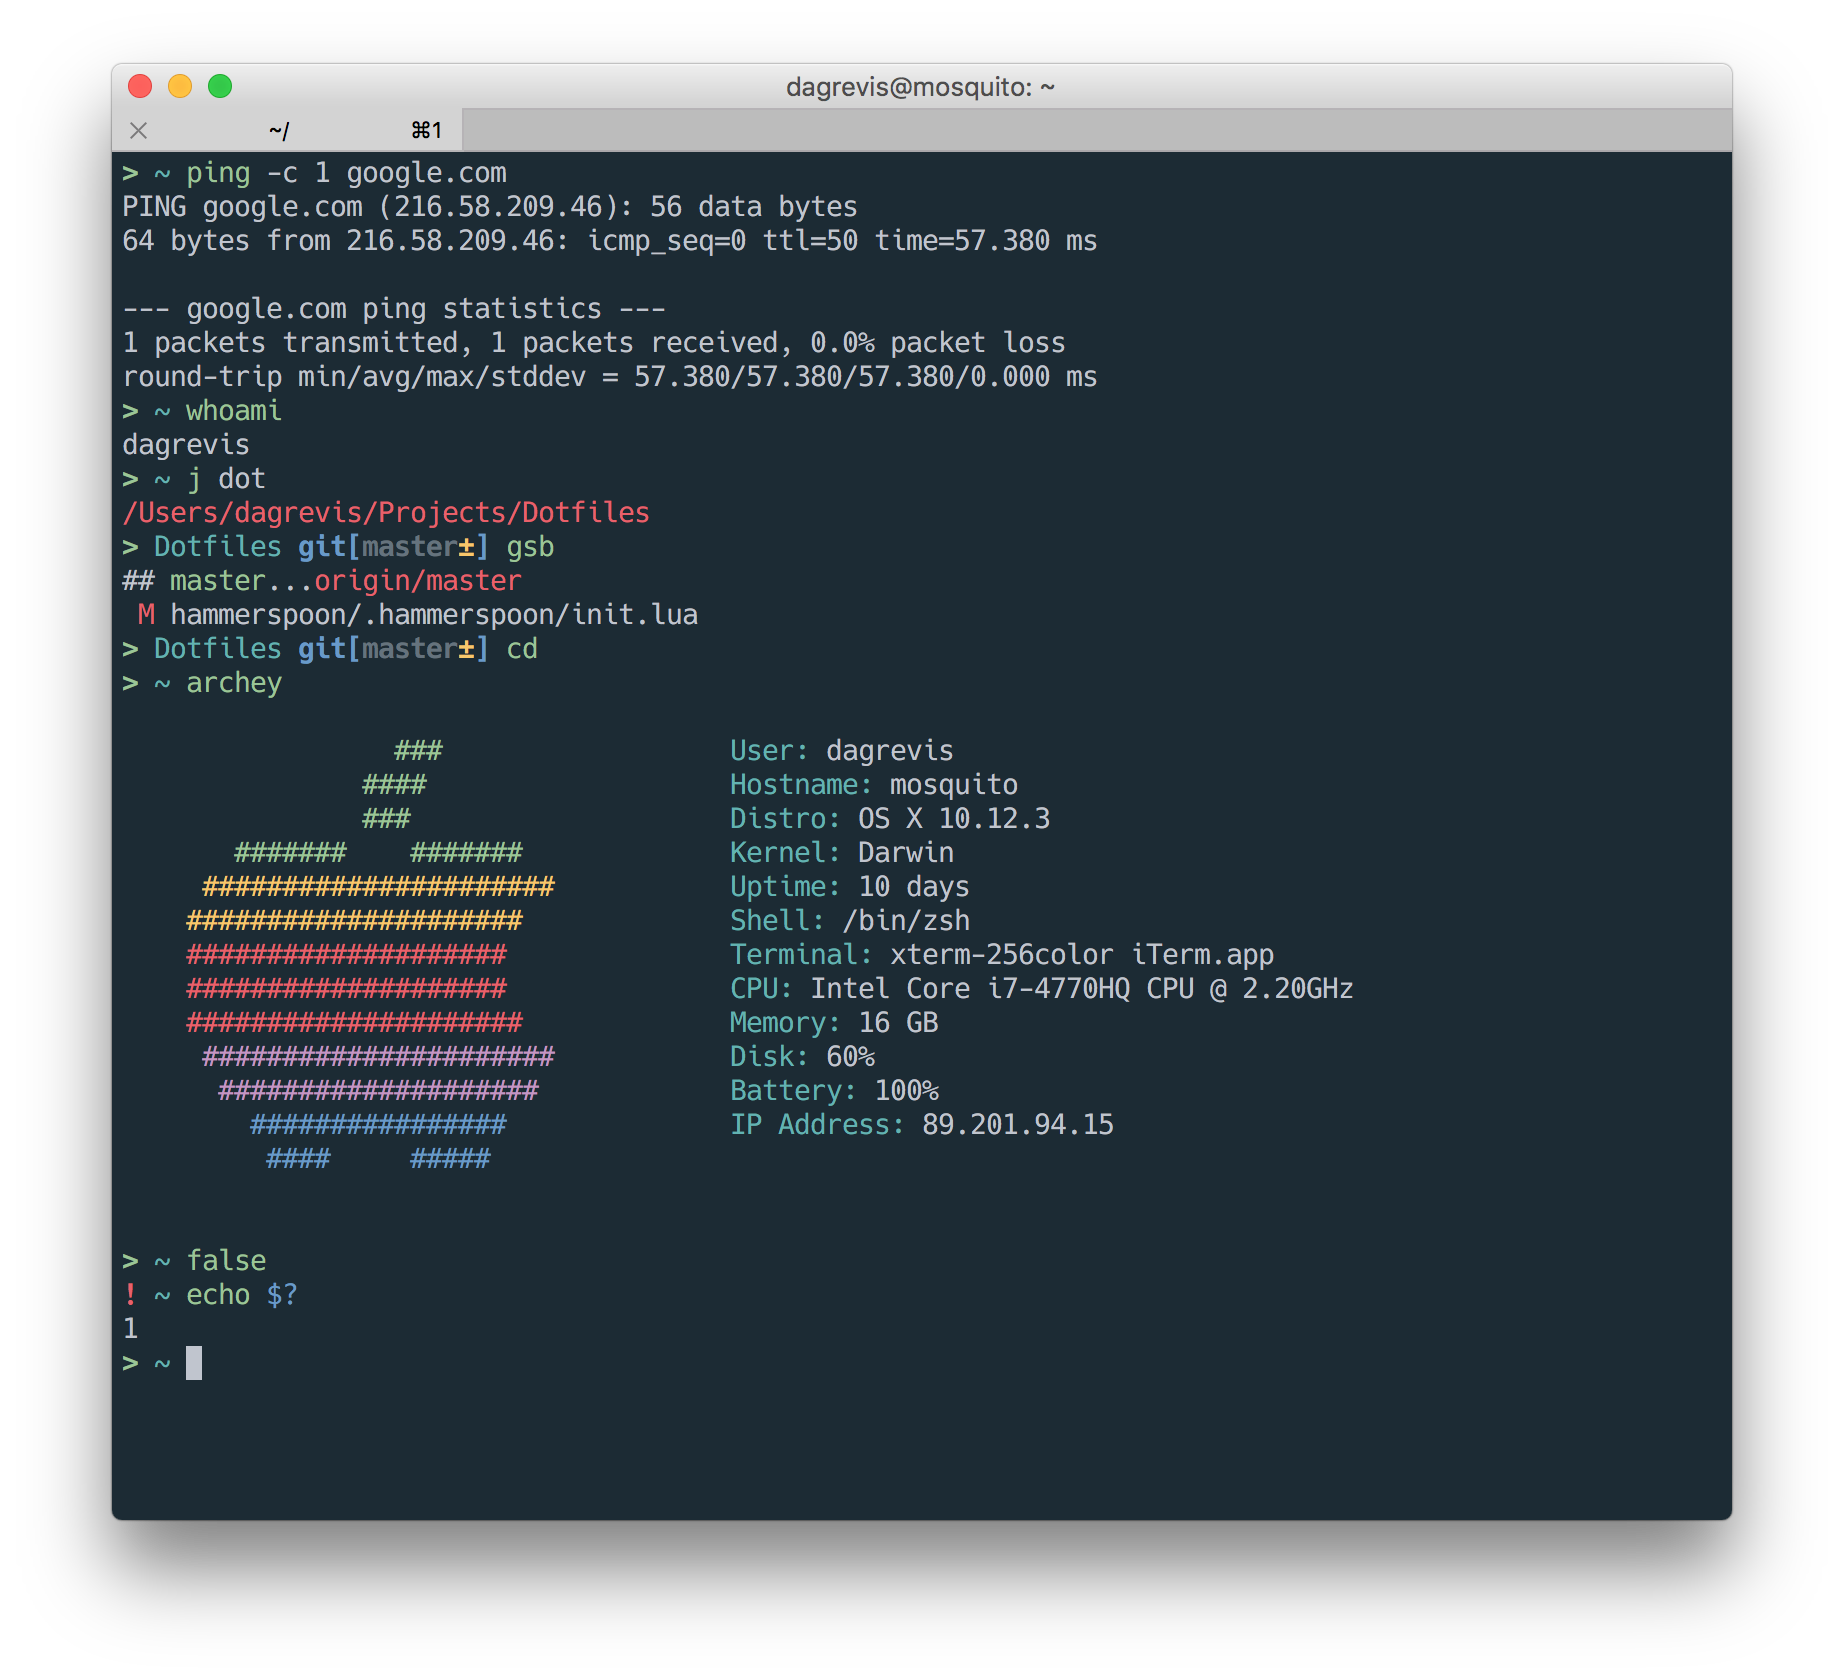 dagrevis@mosquito: ~
~/ ⌘1
> ~ ping -c 1 google.com
PING google.com (216.58.209.46): 56 data bytes
64 bytes from 216.58.209.46: icmp_seq=0 ttl=50 time=57.380 ms
--- google.com ping statistics ---
1 packets transmitted, 1 packets received, 0.0% packet loss
round-trip min/avg/max/stddev = 57.380/57.380/57.380/0.000 ms
> ~ whoami
dagrevis
> ~ j dot
/Users/dagrevis/Projects/Dotfiles
> Dotfiles git[master±] gsb
## master...origin/master
 M hammerspoon/.hammerspoon/init.lua
> Dotfiles git[master±] cd
> ~ archey
                 ###                  User: dagrevis
               ####                   Hostname: mosquito
               ###                    Distro: OS X 10.12.3
       #######    #######             Kernel: Darwin
     ######################           Uptime: 10 days
    #####################             Shell: /bin/zsh
    ####################              Terminal: xterm-256color iTerm.app
    ####################              CPU: Intel Core i7-4770HQ CPU @ 2.20GHz
    #####################             Memory: 16 GB
     ######################           Disk: 60%
      ####################            Battery: 100%
        ################              IP Address: 89.201.94.15
         ####     #####
> ~ false
! ~ echo $?
1
> ~